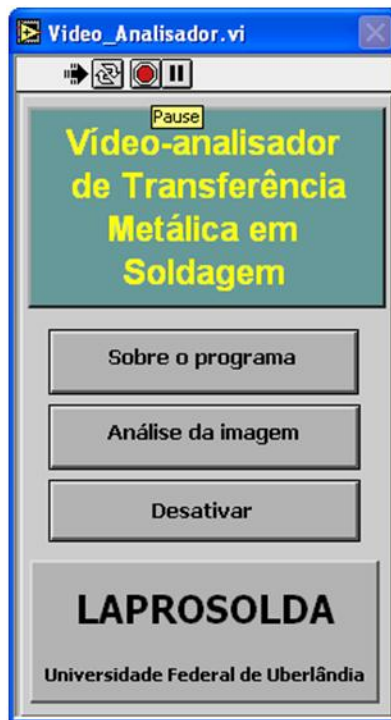 Video_Analisador.vi
Pause
Vídeo-analisador
de Transferência
Metálica em
Soldagem
Sobre o programa
Análise da imagem
Desativar
LAPROSOLDA
Universidade Federal de Uberlândia